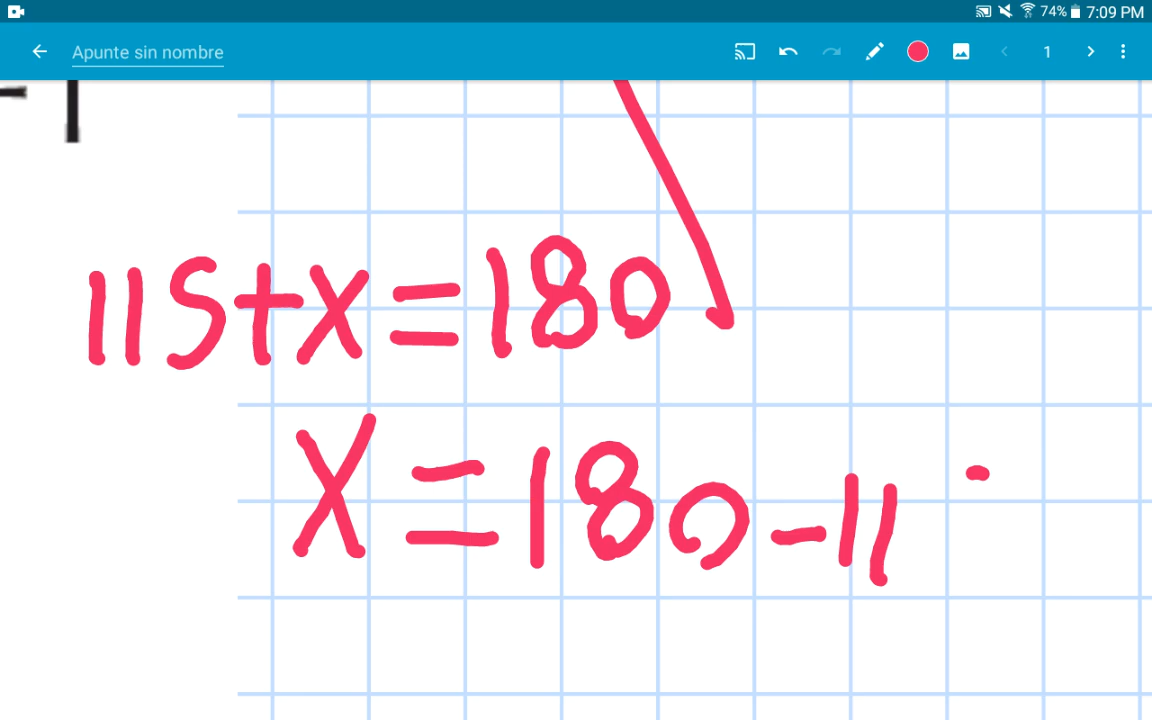 74% 7:09 PM
Apunte sin nombre 1
115+x=180
X=180-11